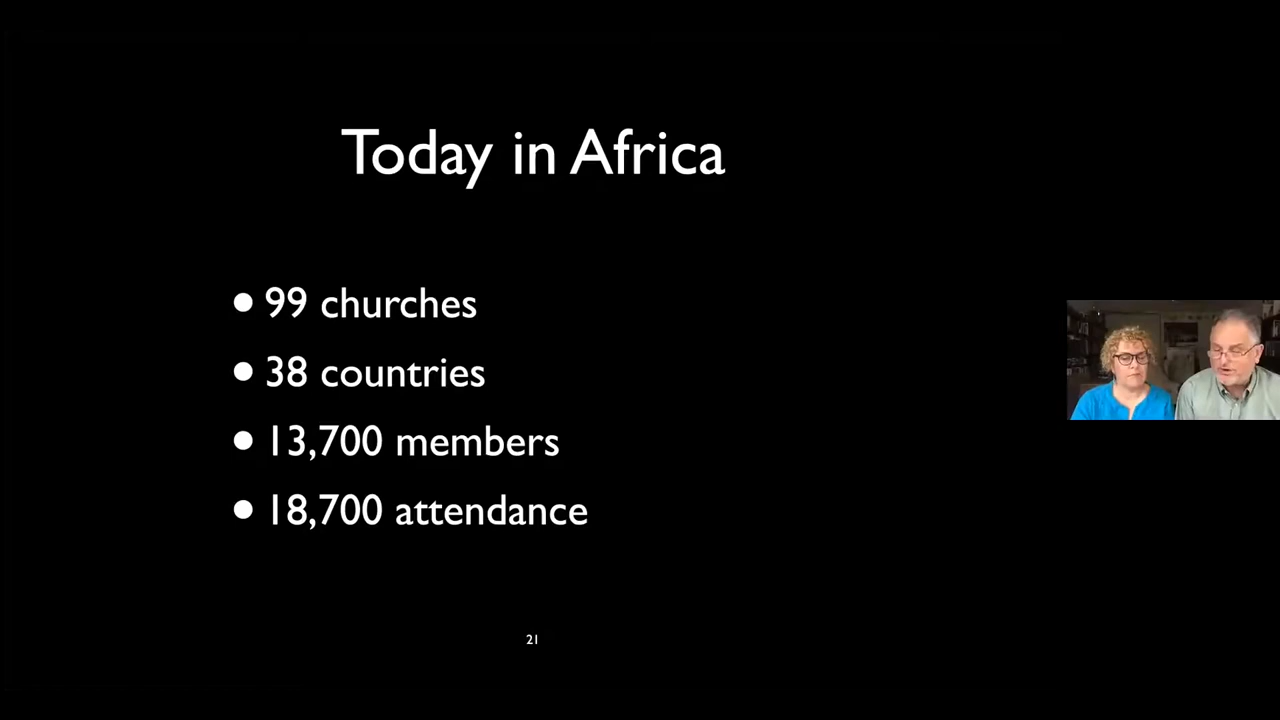 Today in Africa
• 99 churches
• 38 countries
• 13,700 members
• 18,700 attendance
21